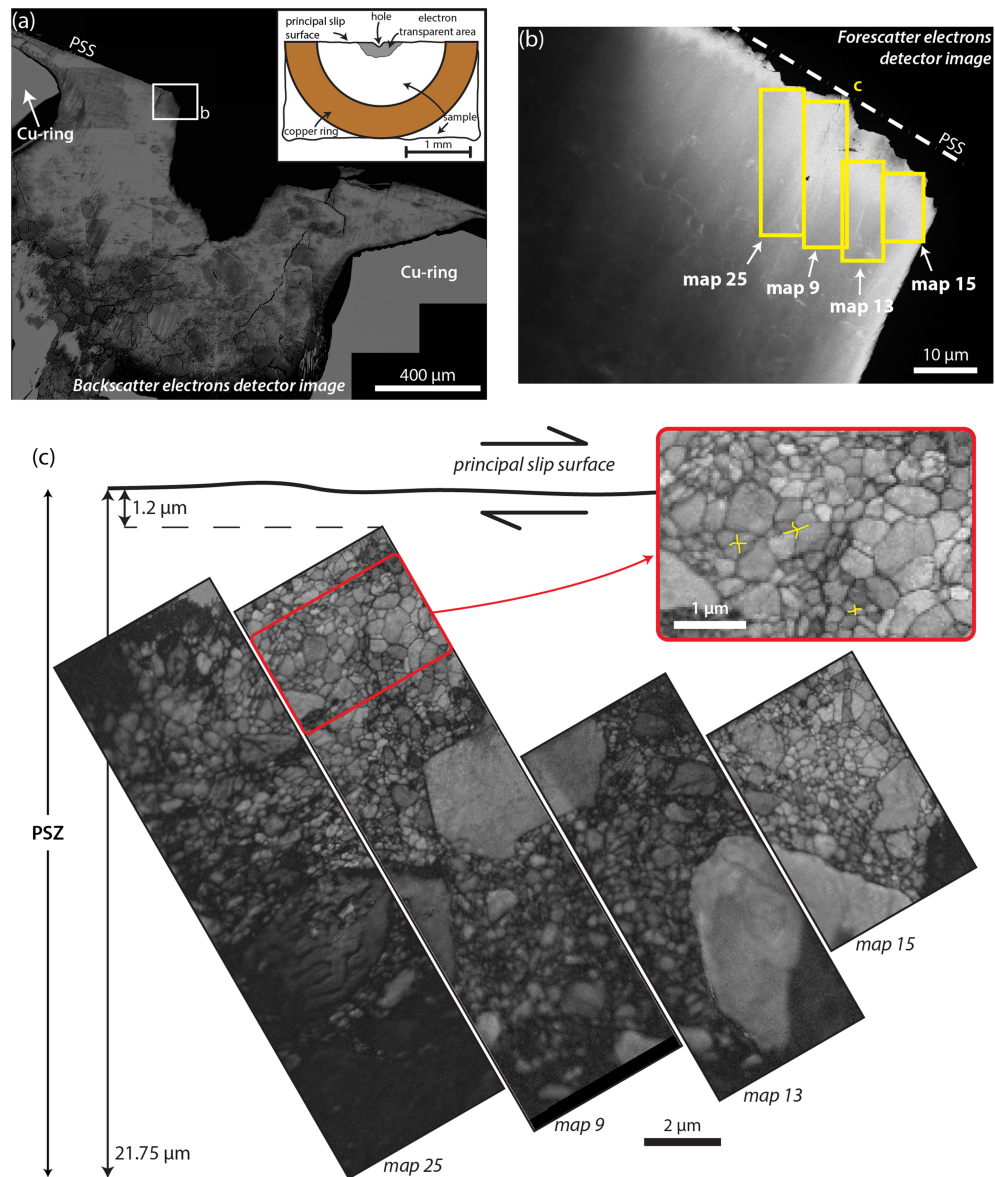 (a)
PSS
Cu-ring
b
principal slip
surface
hole
electron
transparent area
copper ring
sample
1 mm
Cu-ring
Backscatter electrons detector image
400 µm
(b)
Forescatter electrons
detector image
c
PSS
map 25
map 9
map 13
map 15
10 µm
(c)
principal slip surface
1.2 µm
1 µm
PSZ
map 15
map 13
map 9
2 µm
21.75 µm
map 25